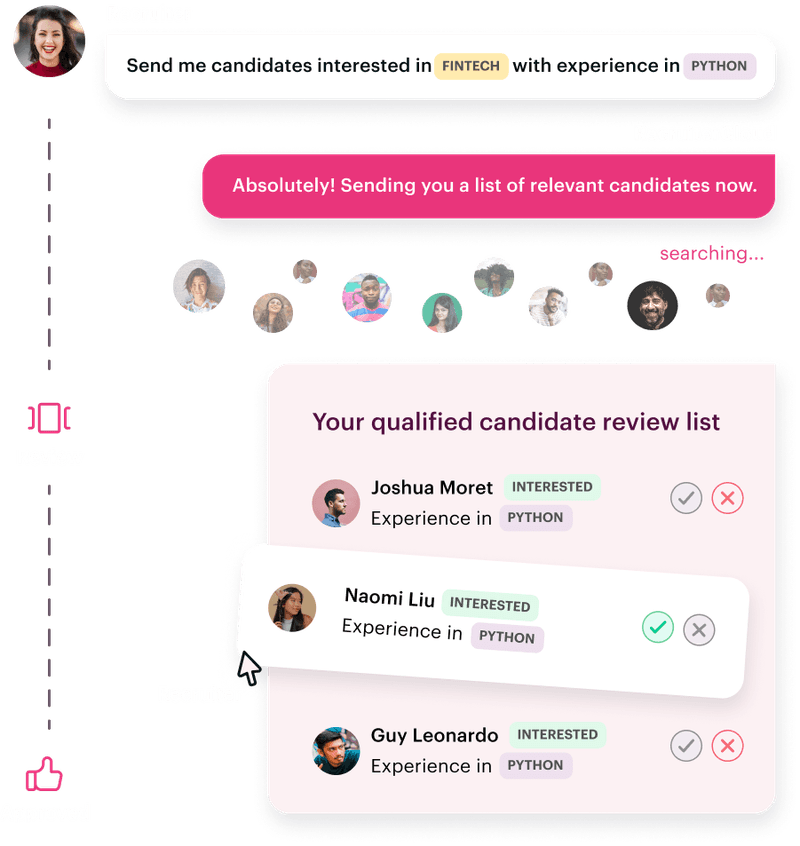 Send me candidates interested in FINTECH with experience in PYTHON
Absolutely! Sending you a list of relevant candidates now.
searching...
Your qualified candidate review list
Joshua Moret INTERESTED
Experience in PYTHON
Naomi Liu INTERESTED
Experience in PYTHON
Guy Leonardo INTERESTED
Experience in PYTHON